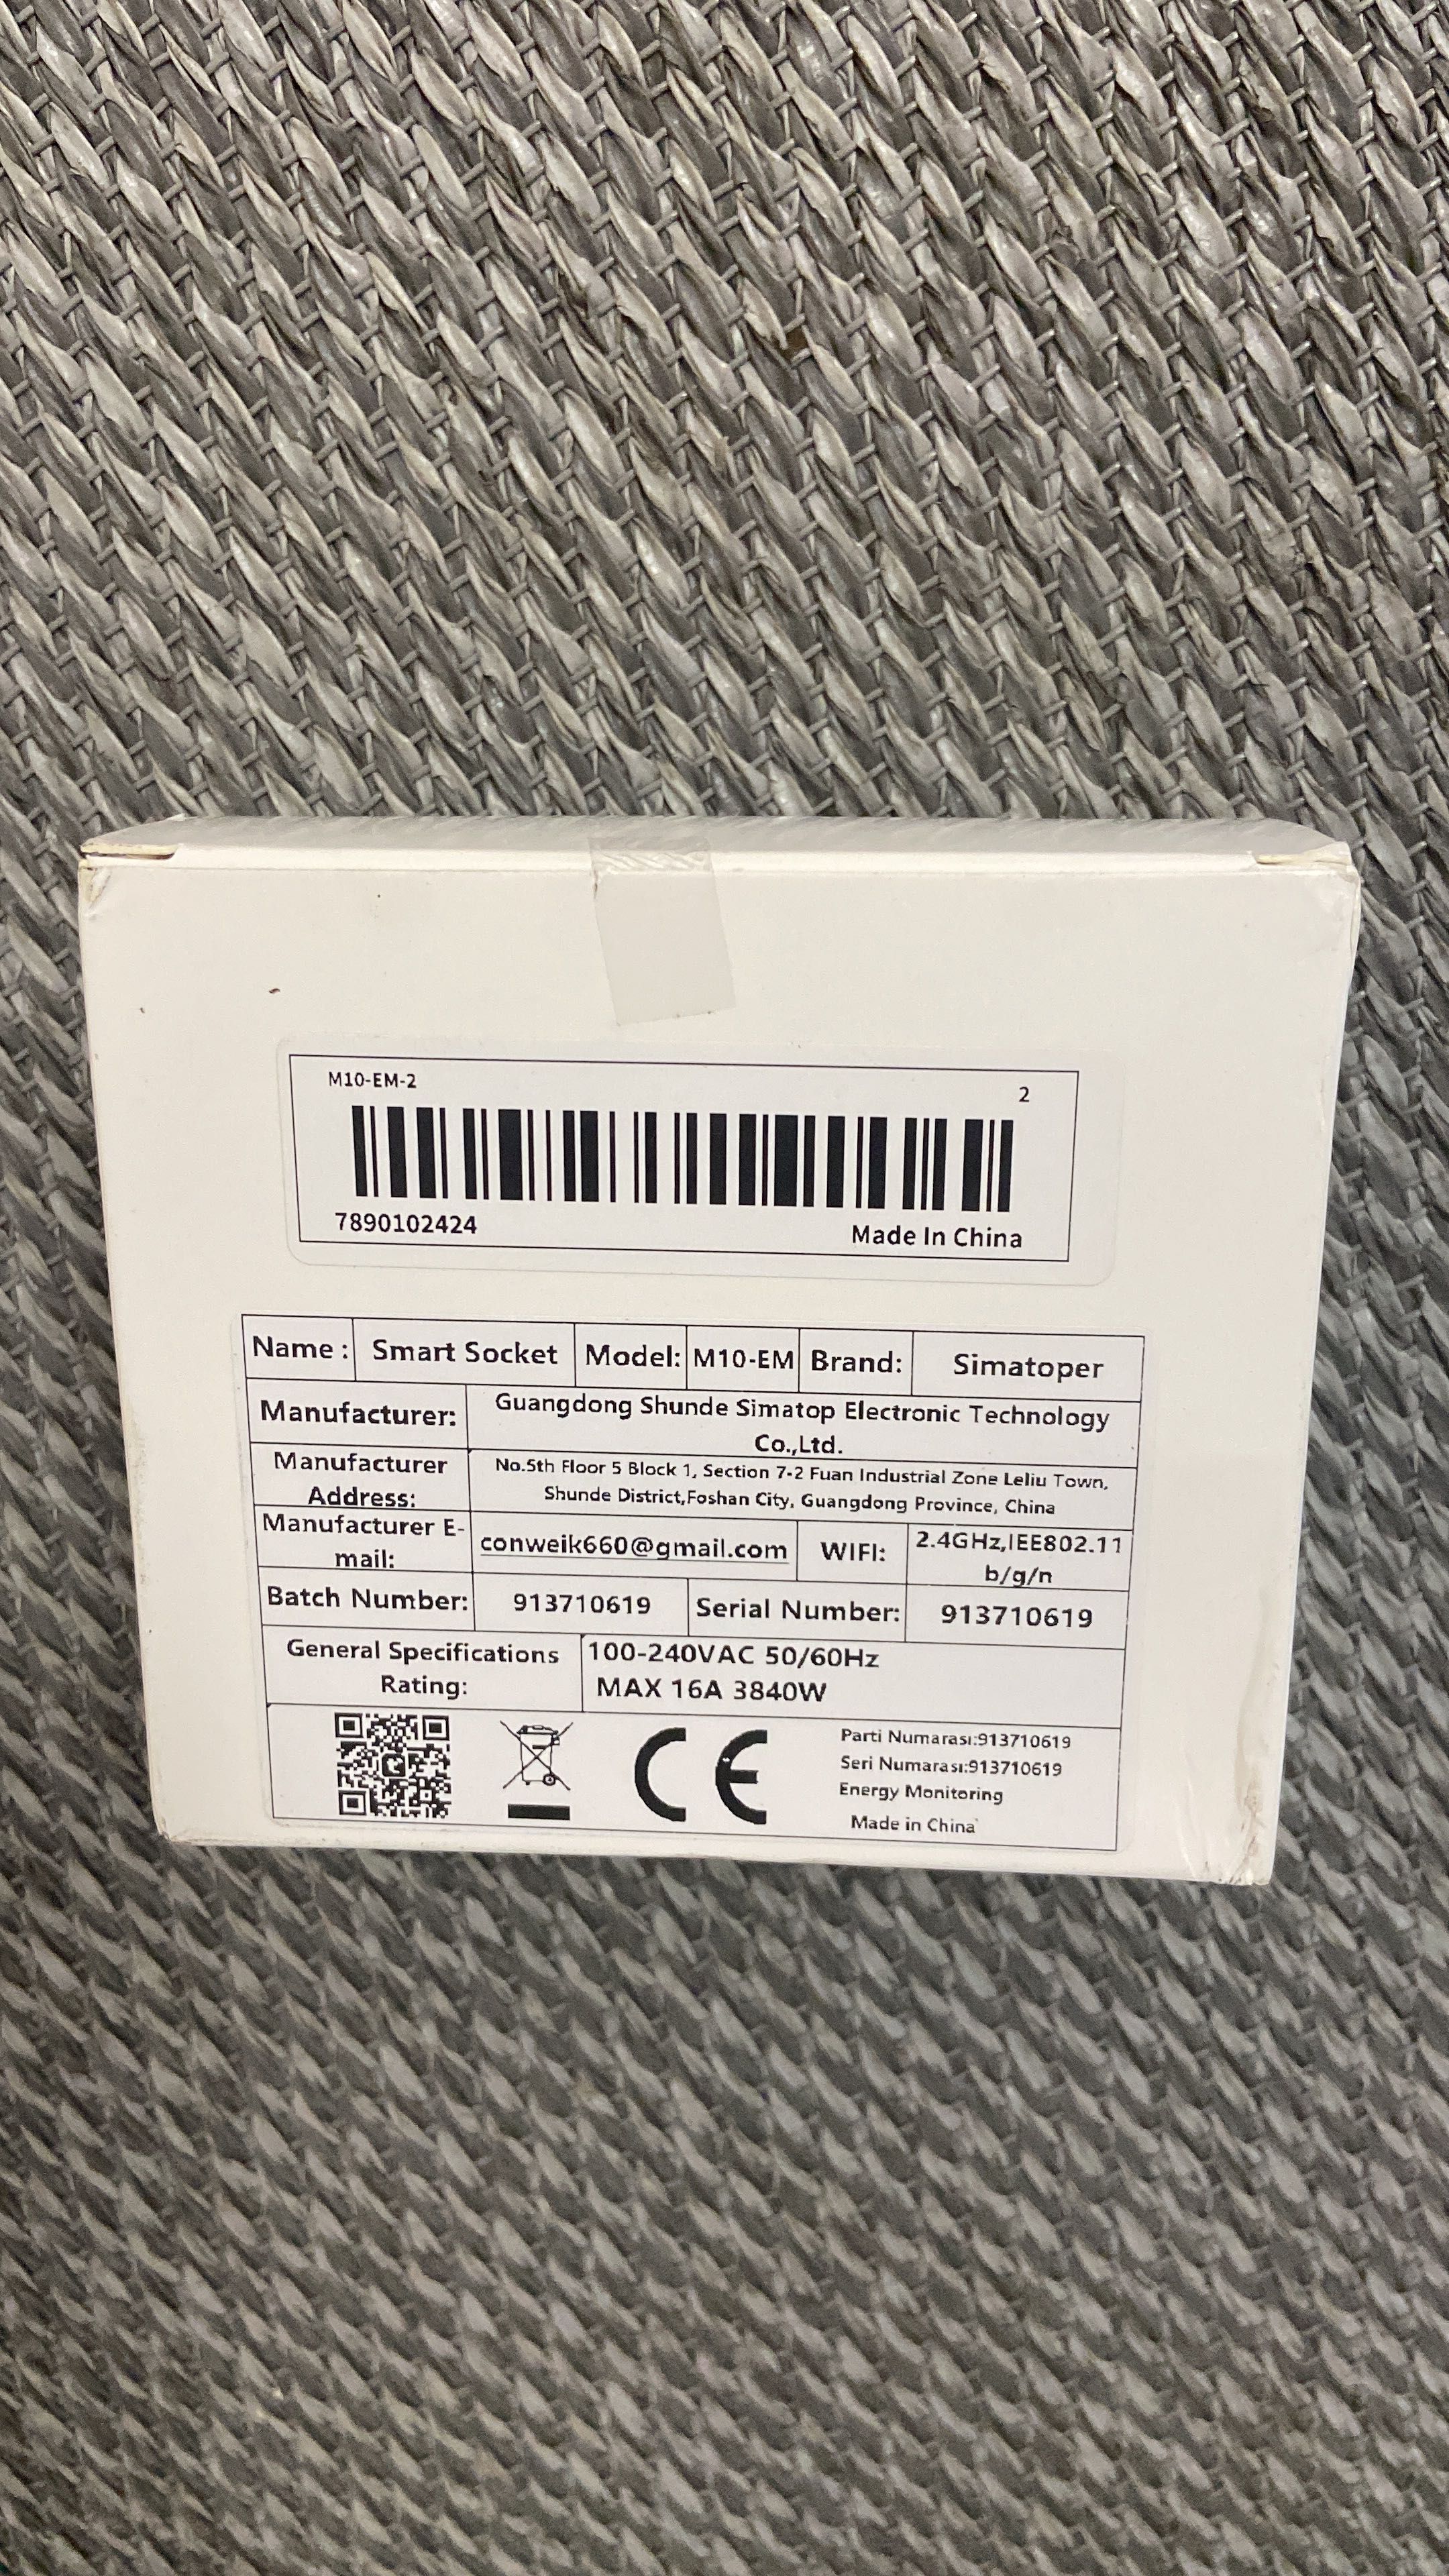 M10-EM-2 2
7890102424 Made In China
Name : Smart Socket Model: M10-EM Brand: Simatoper
Manufacturer: Guangdong Shunde Simatop Electronic Technology
Co.,Ltd.
Manufacturer Address: No.5th Floor 5 Block 1, Section 7-2 Fuan Industrial Zone Leliu Town,
Shunde District,Foshan City, Guangdong Province, China
Manufacturer E-mail: conweik660@gmail.com WIFI: 2.4GHz,IEE802.11
b/g/n
Batch Number: 913710619 Serial Number: 913710619
General Specifications Rating: 100-240VAC 50/60Hz
MAX 16A 3840W
CE
Parti Numarası:913710619
Seri Numarası:913710619
Energy Monitoring
Made in China